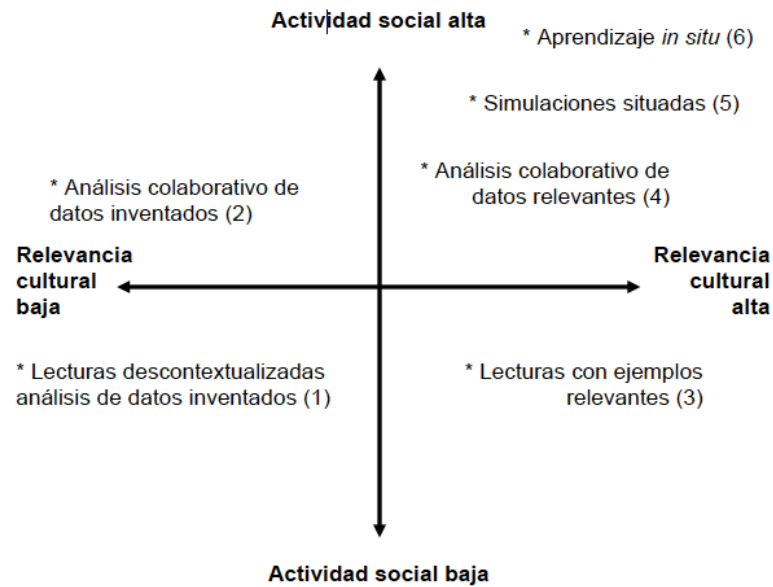 Actividad social alta
* Aprendizaje in situ (6)
* Simulaciones situadas (5)
* Análisis colaborativo de
datos relevantes (4)
* Análisis colaborativo de
datos inventados (2)
Relevancia
cultural
baja
Relevancia
cultural
alta
* Lecturas descontextualizadas
análisis de datos inventados (1)
* Lecturas con ejemplos
relevantes (3)
Actividad social baja